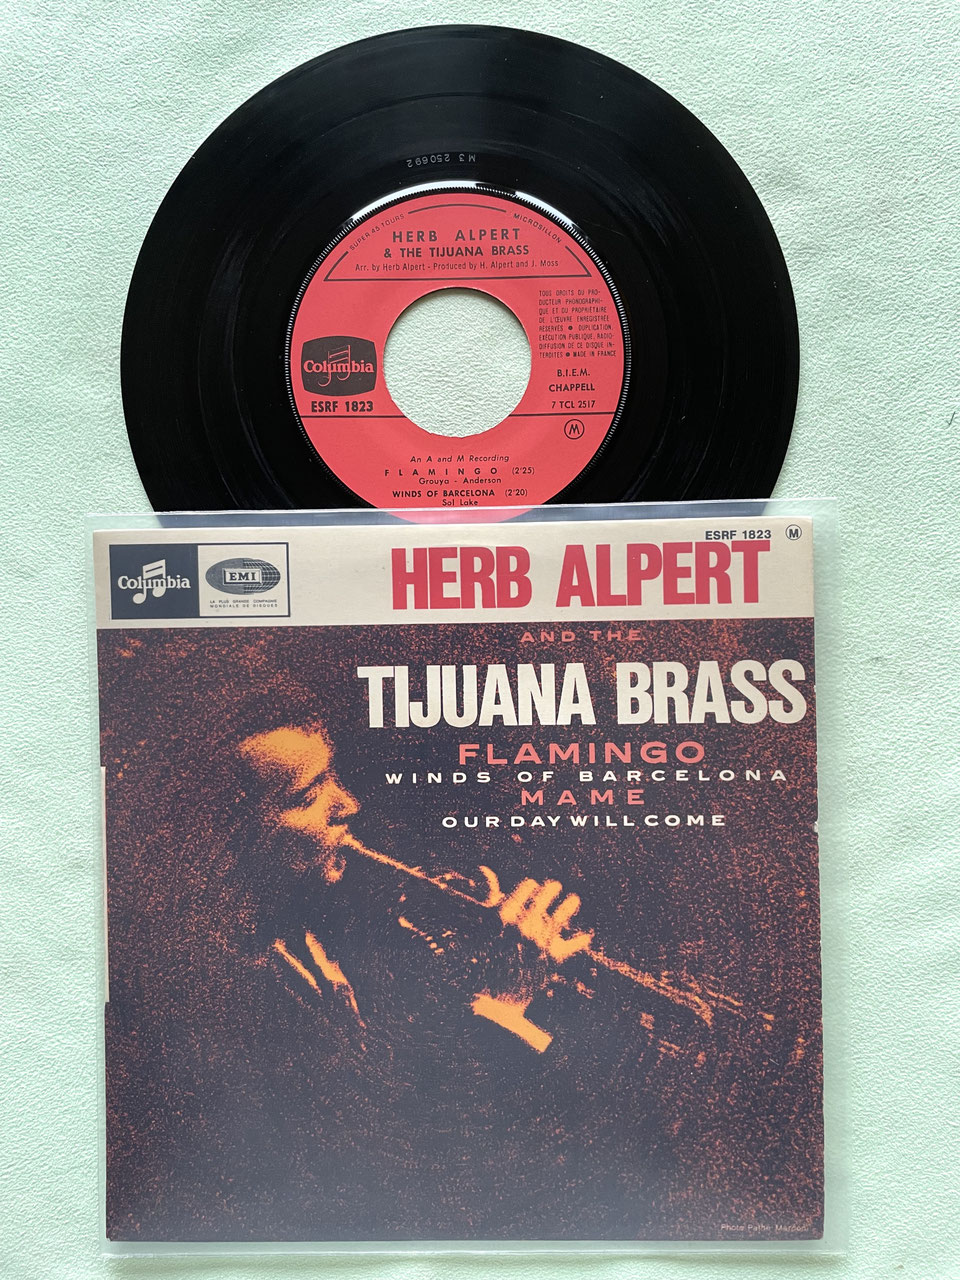 M3 250692
SUPER 45 TOURS
MICROSILLON
HERB ALPERT
& THE TIJUANA BRASS
Arr. by Herb Alpert - Produced by H. Alpert and J. Moss
TOUS DROITS DU PRO-
DUCTEUR PHONOGRAPHI-
QUE ET DU PROPRIÉTAIRE
DE L'ŒUVRE ENREGISTRÉE
RÉSERVÉS ● DUPLICATION,
EXÉCUTION PUBLIQUE, RADIO-
DIFFUSION DE CE DISQUE IN-
TERDITES ● MADE IN FRANCE
Columbia
ESRF 1823
B.I.E.M.
CHAPPELL
7 TCL 2517
M
An A and M Recording
FLAMINGO (2'25)
Grouya - Anderson
WINDS OF BARCELONA (2'20)
Sol Lake
ESRF 1823 M
Columbia
EMI
LA PLUS GRANDE COMPAGNIE
MONDIALE DE DISQUES
HERB ALPERT
AND THE
TIJUANA BRASS
FLAMINGO
WINDS OF BARCELONA
MAME
OUR DAY WILL COME
Photo Pathé Marconi